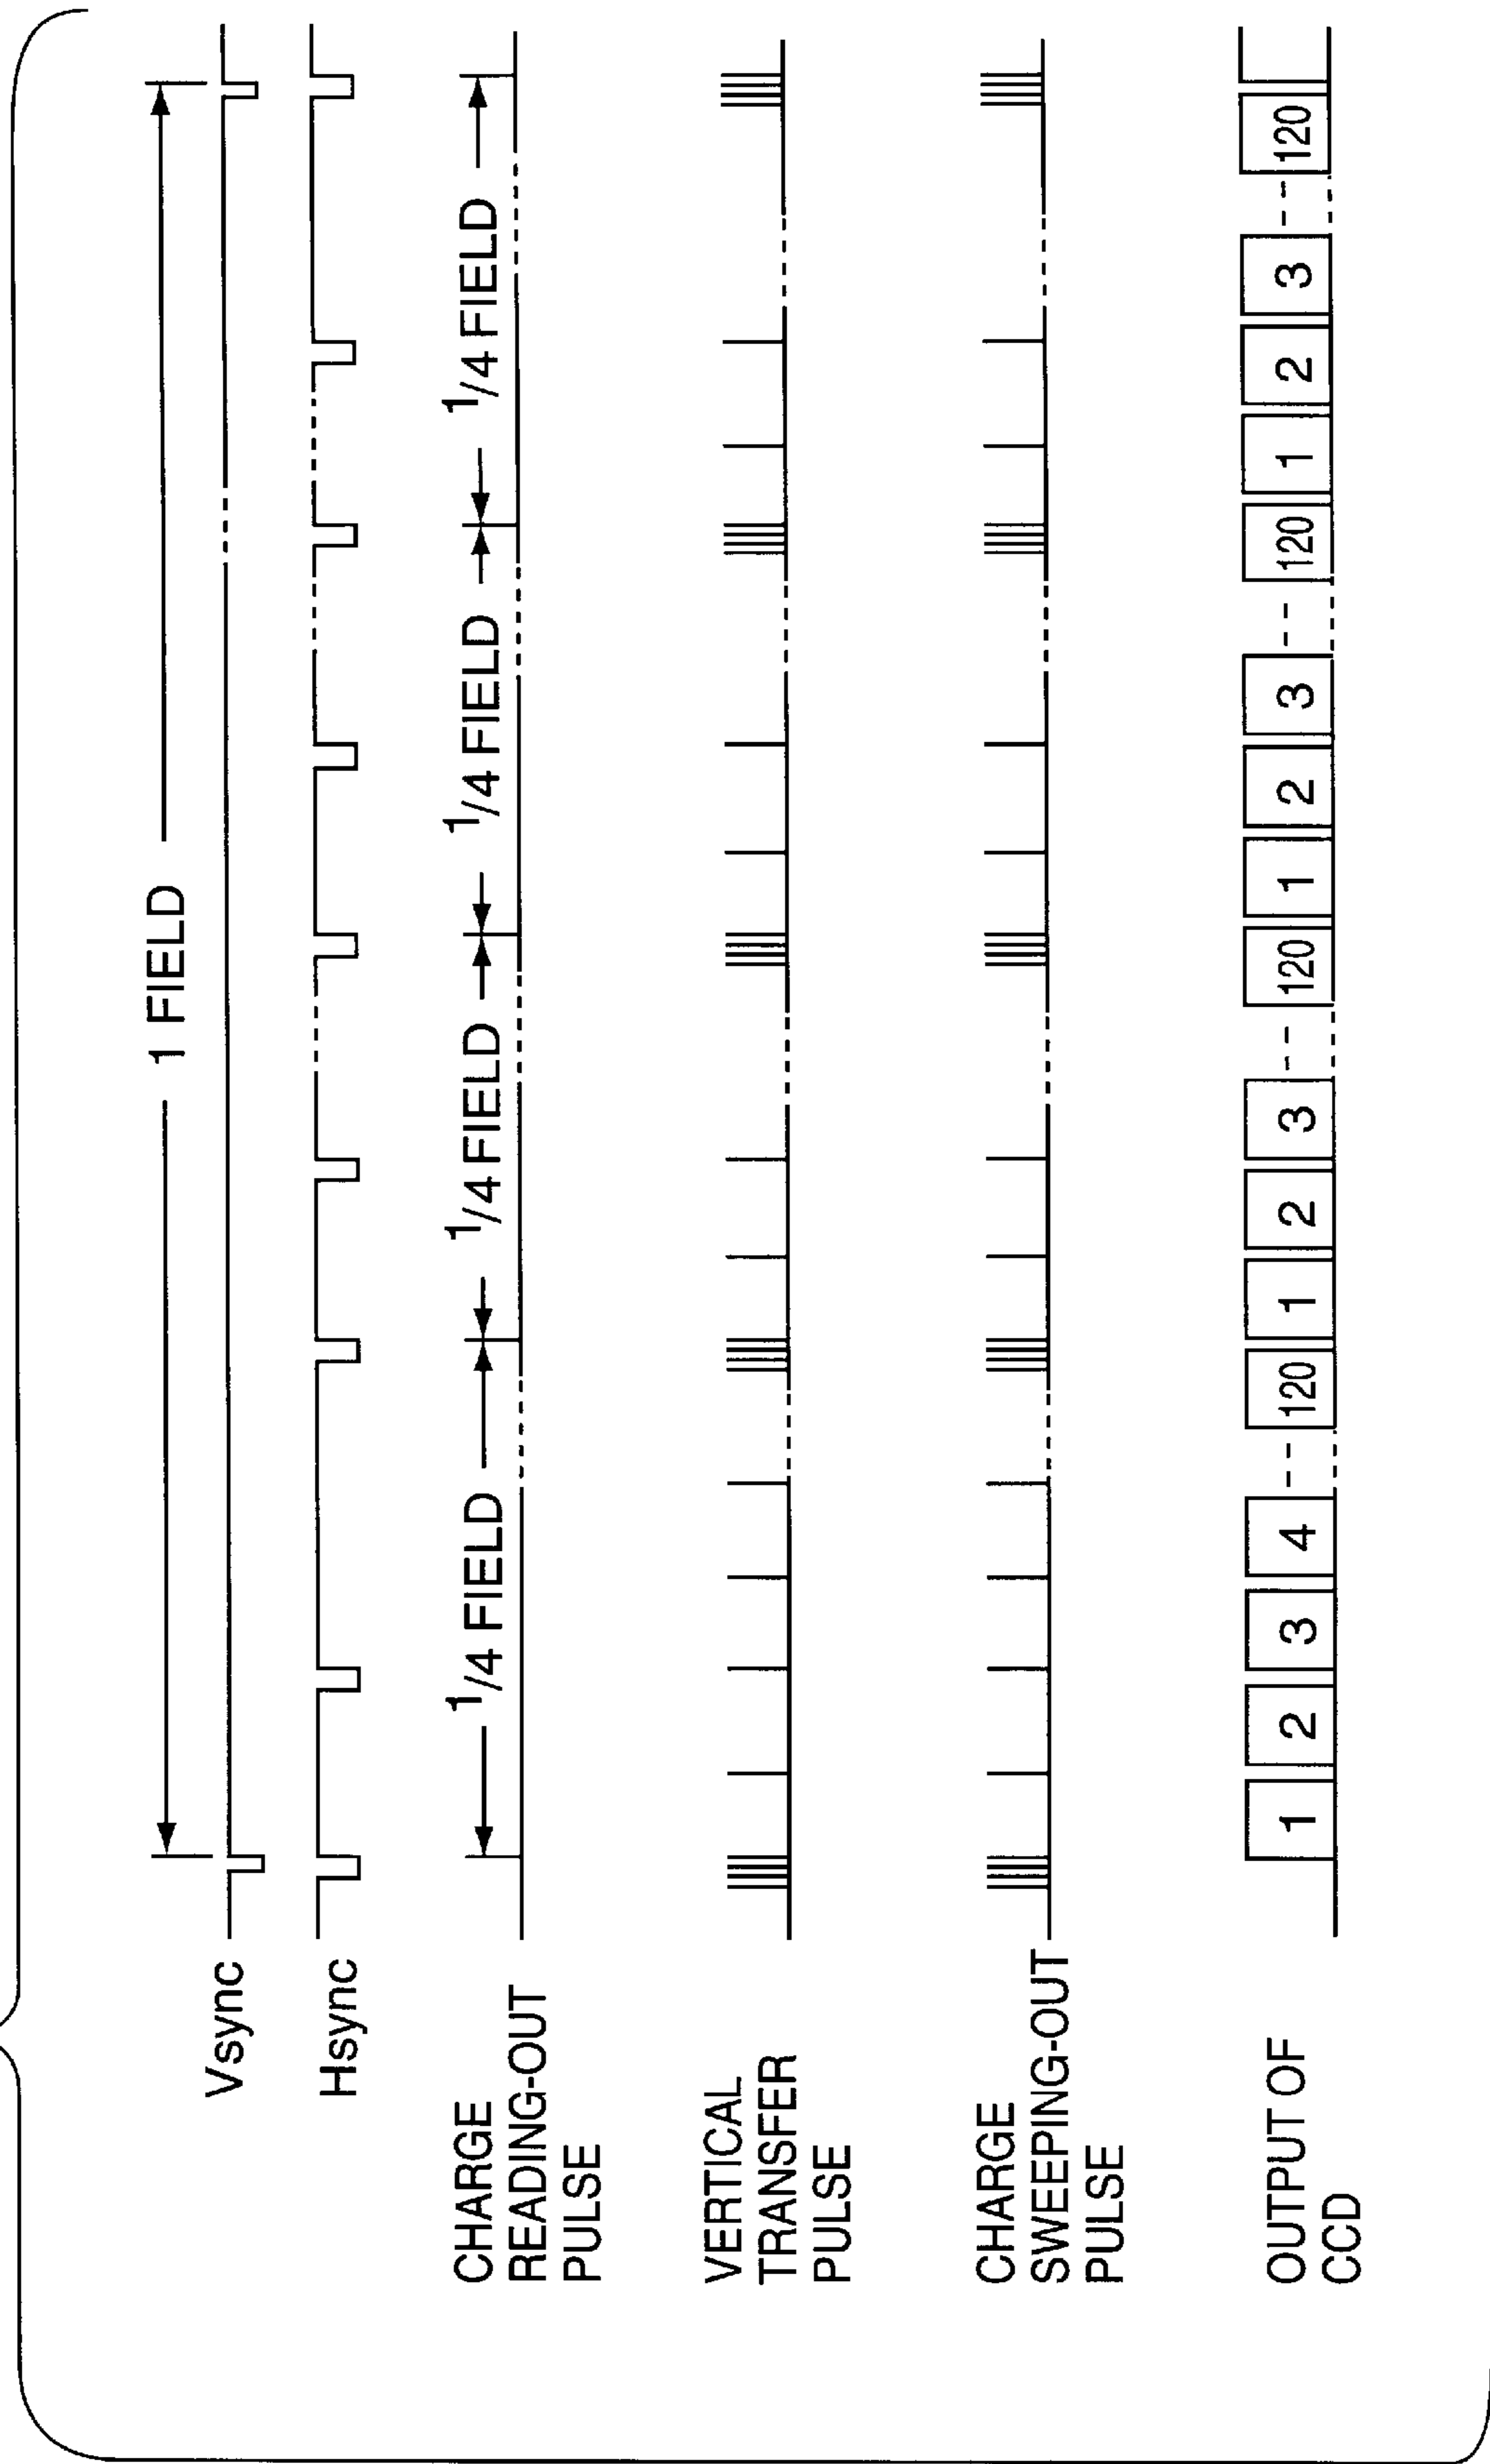 1 FIELD
Vsync
Hsync
CHARGE
READING-OUT
PULSE
1/4 FIELD 1/4 FIELD 1/4 FIELD 1/4 FIELD
VERTICAL
TRANSFER
PULSE
CHARGE
SWEEPING-OUT
PULSE
OUTPUT OF
CCD
1 2 3 4 -- 120 1 2 3 -- 120 1 2 3 -- 120 1 2 3 -- 120